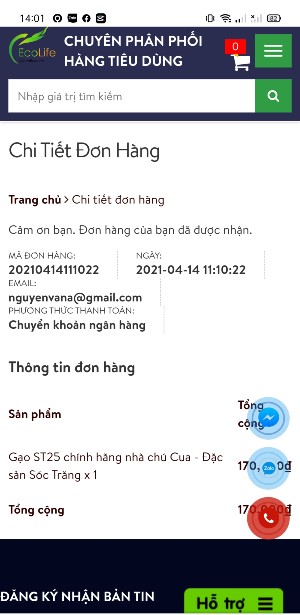 14:01
EcoLife
CHUYÊN PHÂN PHỐI
HÀNG TIÊU DÙNG
0
Nhập giá trị tìm kiếm
Chi Tiết Đơn Hàng
Trang chủ > Chi tiết đơn hàng
Cảm ơn bạn. Đơn hàng của bạn đã được nhận.
MÃ ĐƠN HÀNG:
20210414111022
NGÀY:
2021-04-14 11:10:22
EMAIL:
nguyenvana@gmail.com
PHƯƠNG THỨC THANH TOÁN:
Chuyển khoản ngân hàng
Thông tin đơn hàng
Sản phẩm
Tổng
cộng
Gạo ST25 chính hãng nhà chú Cua - Đặc
sản Sóc Trăng x 1
170, 0₫
Zalo
Tổng cộng
170.000₫
ĐĂNG KÝ NHẬN BẢN TIN
Hỗ trợ